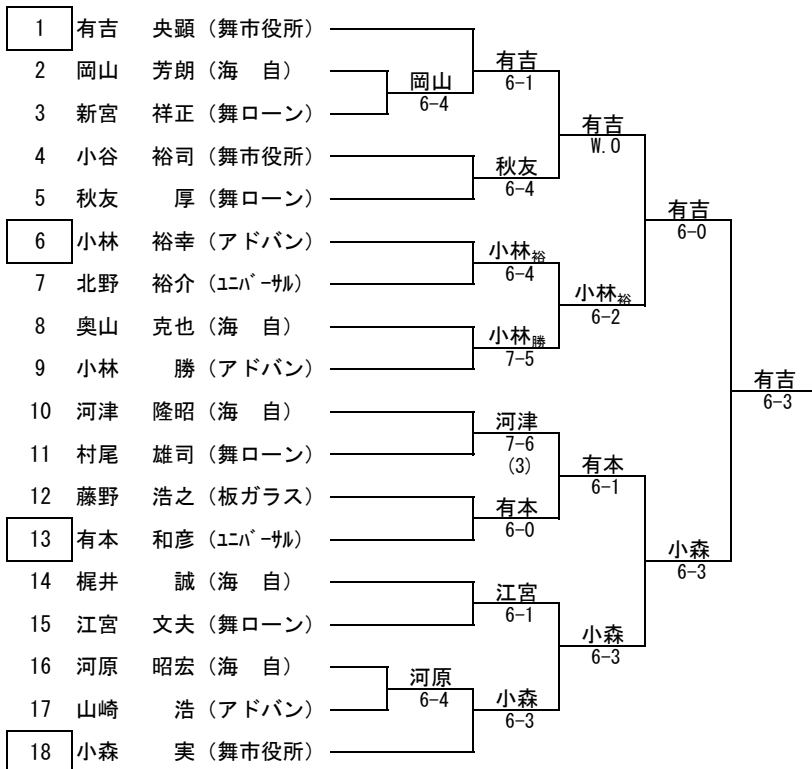 1 有吉 央顕 (舞市役所)
有吉
2 岡山 芳朗 (海 自)
岡山
6-1
6-4
3 新宮 祥正 (舞ローン)
有吉
W.O
4 小谷 裕司 (舞市役所)
秋友
6-4
5 秋友 厚 (舞ローン)
有吉
6-0
6 小林 裕幸 (アドバン)
小林裕
6-4
7 北野 裕介 (ユニバーサル)
小林裕
6-2
8 奥山 克也 (海 自)
小林勝
7-5
9 小林 勝 (アドバン)
有吉
6-3
10 河津 隆昭 (海 自)
河津
7-6
(3)
11 村尾 雄司 (舞ローン)
有本
6-1
12 藤野 浩之 (板ガラス)
有本
6-0
13 有本 和彦 (ユニバーサル)
小森
6-3
14 梶井 誠 (海 自)
江宮
6-1
15 江宮 文夫 (舞ローン)
小森
6-3
16 河原 昭宏 (海 自)
河原
6-4
17 山崎 浩 (アドバン)
小森
6-3
18 小森 実 (舞市役所)